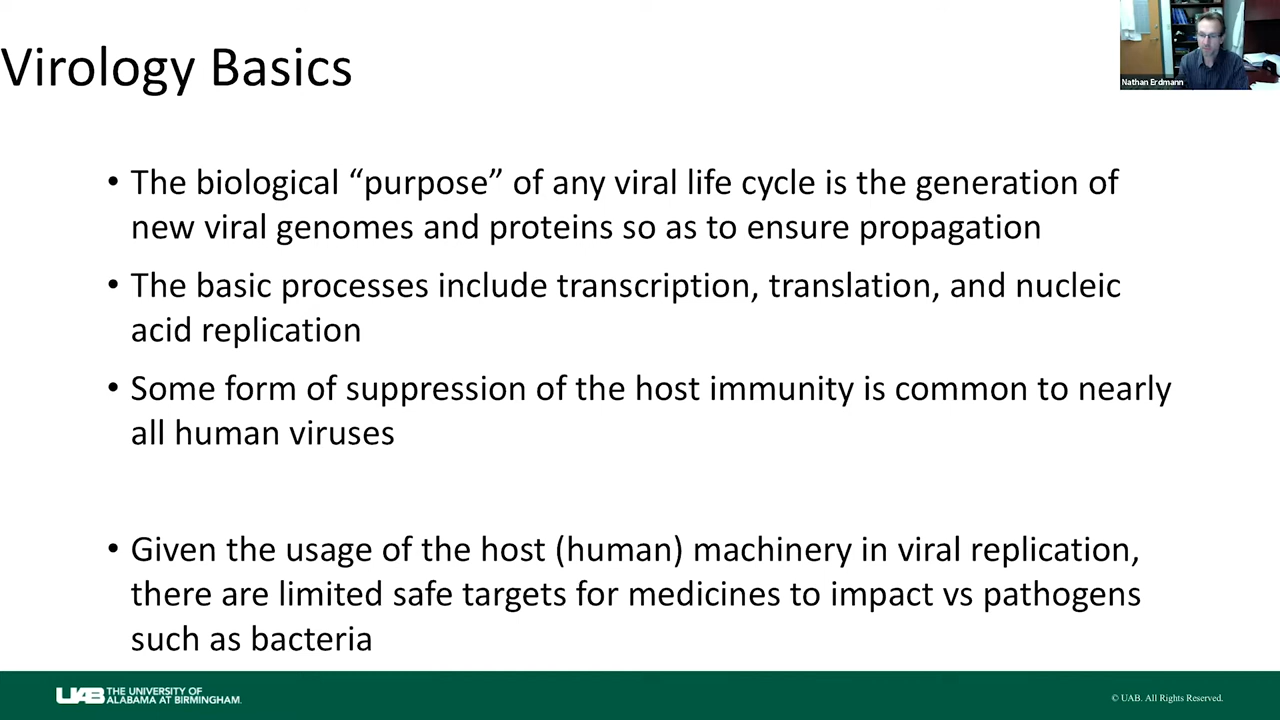 Virology Basics
Nathan Erdmann
• The biological “purpose” of any viral life cycle is the generation of
new viral genomes and proteins so as to ensure propagation
• The basic processes include transcription, translation, and nucleic
acid replication
• Some form of suppression of the host immunity is common to nearly
all human viruses
• Given the usage of the host (human) machinery in viral replication,
there are limited safe targets for medicines to impact vs pathogens
such as bacteria
UAB THE UNIVERSITY OF
ALABAMA AT BIRMINGHAM.
© UAB. All Rights Reserved.